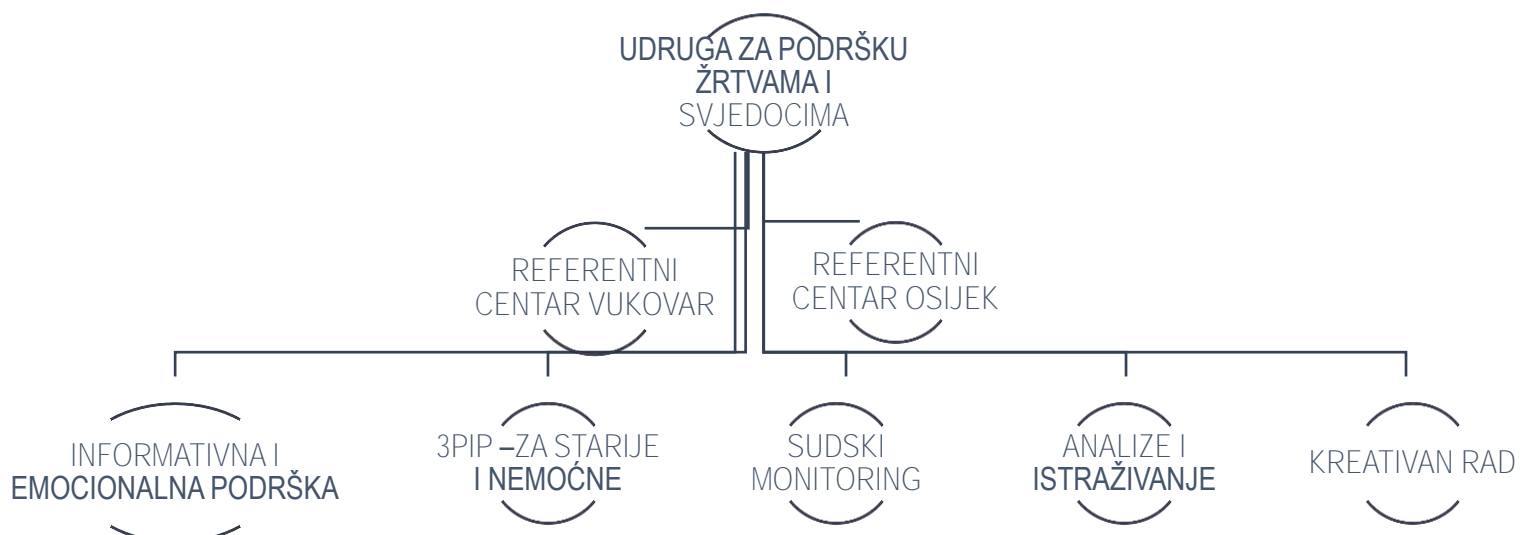 UDRUGA ZA PODRŠKU
ŽRTVAMA I
SVJEDOCIMA
REFERENTNI
CENTAR VUKOVAR
REFERENTNI
CENTAR OSIJEK
INFORMATIVNA I
EMOCIONALNA PODRŠKA
3PIP –ZA STARIJE
I NEMOĆNE
SUDSKI
MONITORING
ANALIZE I
ISTRAŽIVANJE
KREATIVAN RAD